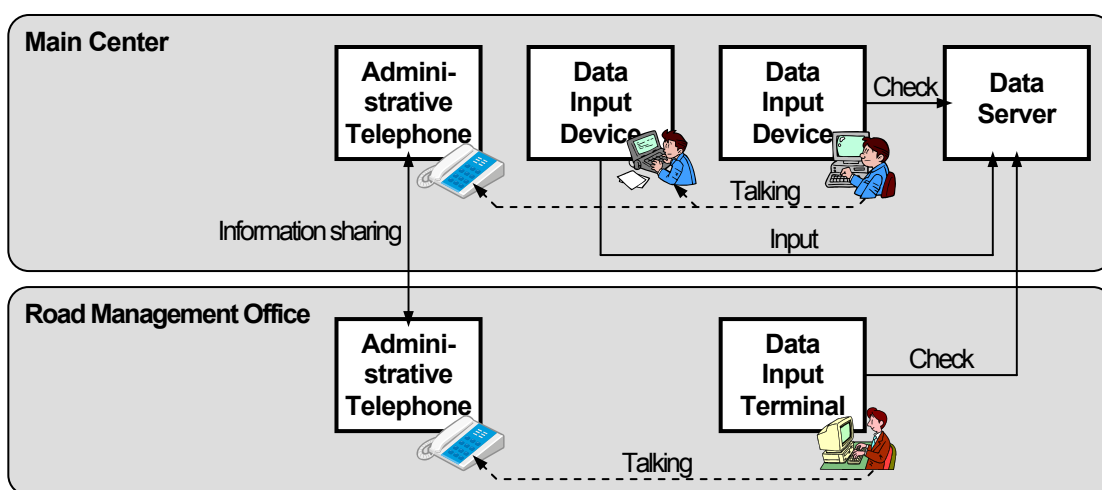 Main Center
Admini-
strative
Telephone
Data
Input
Device
Data
Input
Device
Check
Data
Server
Talking
Information sharing
Input
Road Management Office
Admini-
strative
Telephone
Data
Input
Terminal
Check
Talking